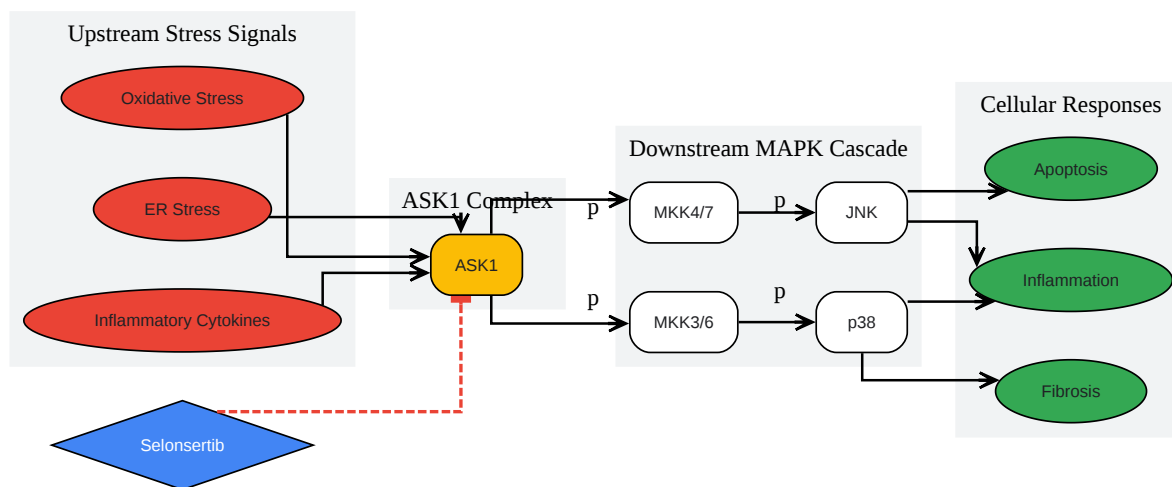 Upstream Stress Signals
Oxidative Stress
ER Stress
Inflammatory Cytokines
Selonsertib
ASK1 Complex
ASK1
Downstream MAPK Cascade
p
MKK4/7
p
JNK
p
MKK3/6
p
p38
Cellular Responses
Apoptosis
Inflammation
Fibrosis